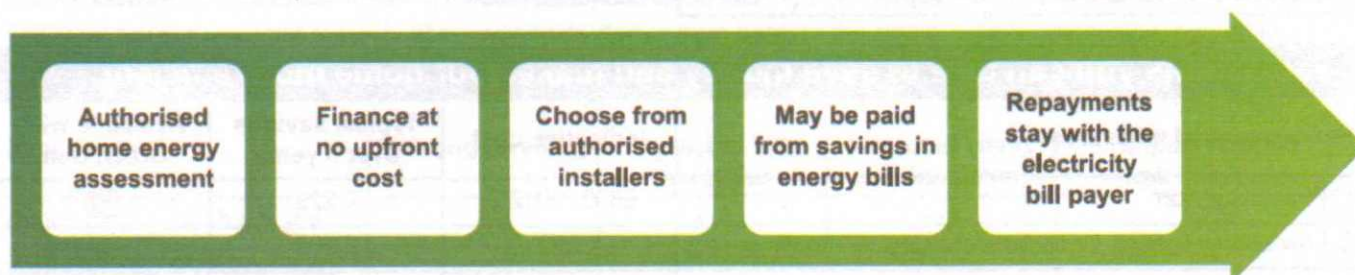 Authorised
home energy
assessment
Finance at
no upfront
cost
Choose from
authorised
installers
May be paid
from savings in
energy bills
Repayments
stay with the
electricity
bill payer